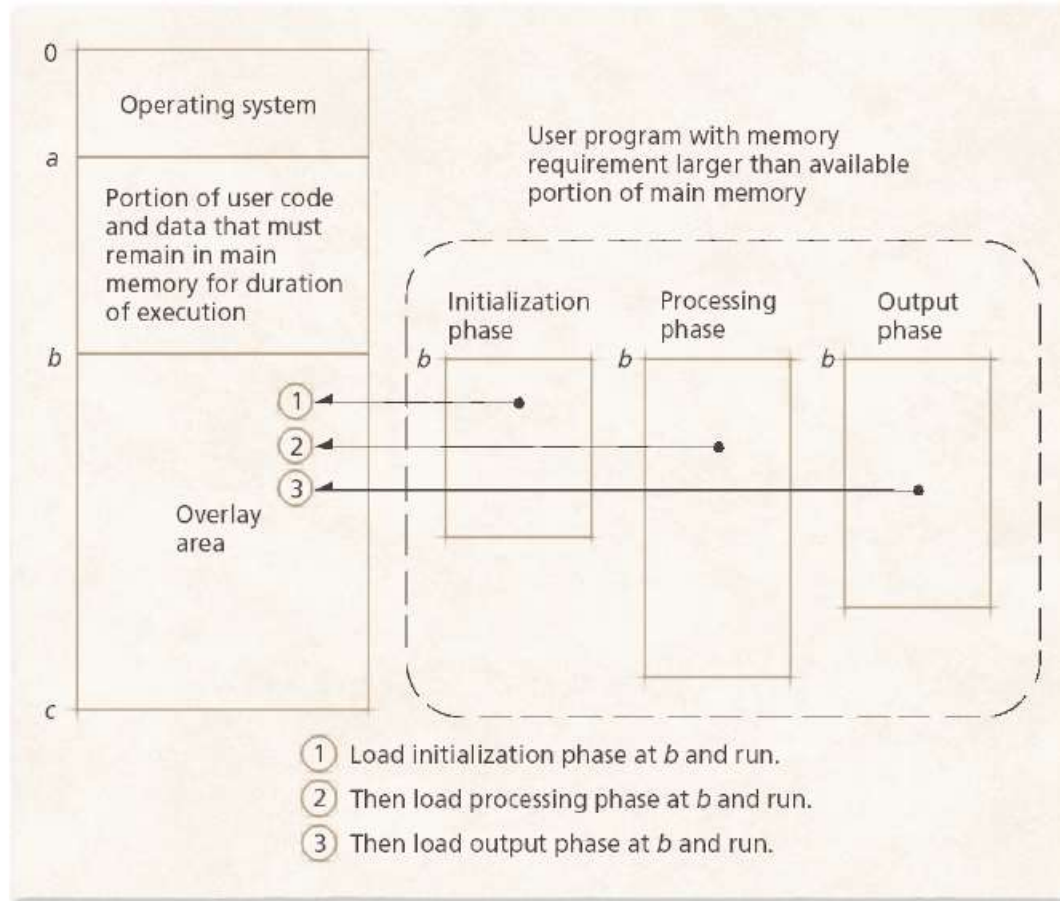 0
Operating system
a
Portion of user code
and data that must
remain in main
memory for duration
of execution
b
Overlay
area
c
User program with memory
requirement larger than available
portion of main memory
Initialization
phase
b
Processing
phase
b
Output
phase
b
1
2
3
1 Load initialization phase at b and run.
2 Then load processing phase at b and run.
3 Then load output phase at b and run.